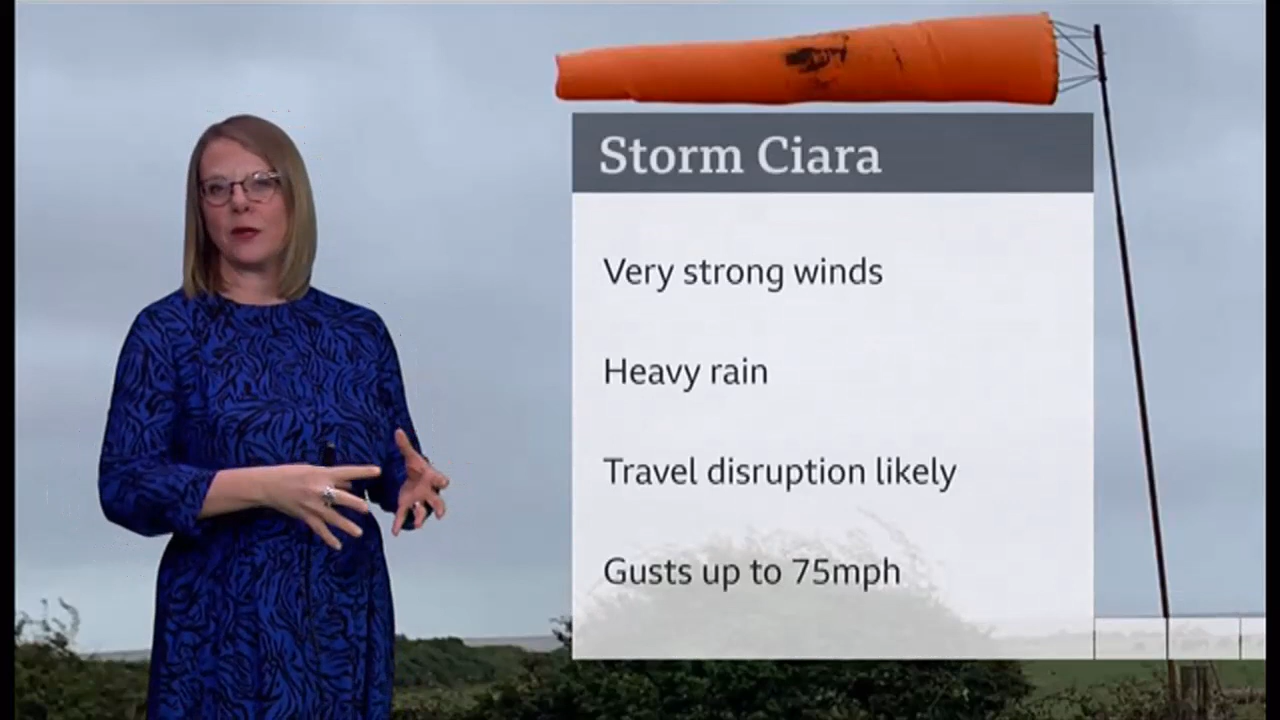 Storm Ciara
Very strong winds
Heavy rain
Travel disruption likely
Gusts up to 75mph